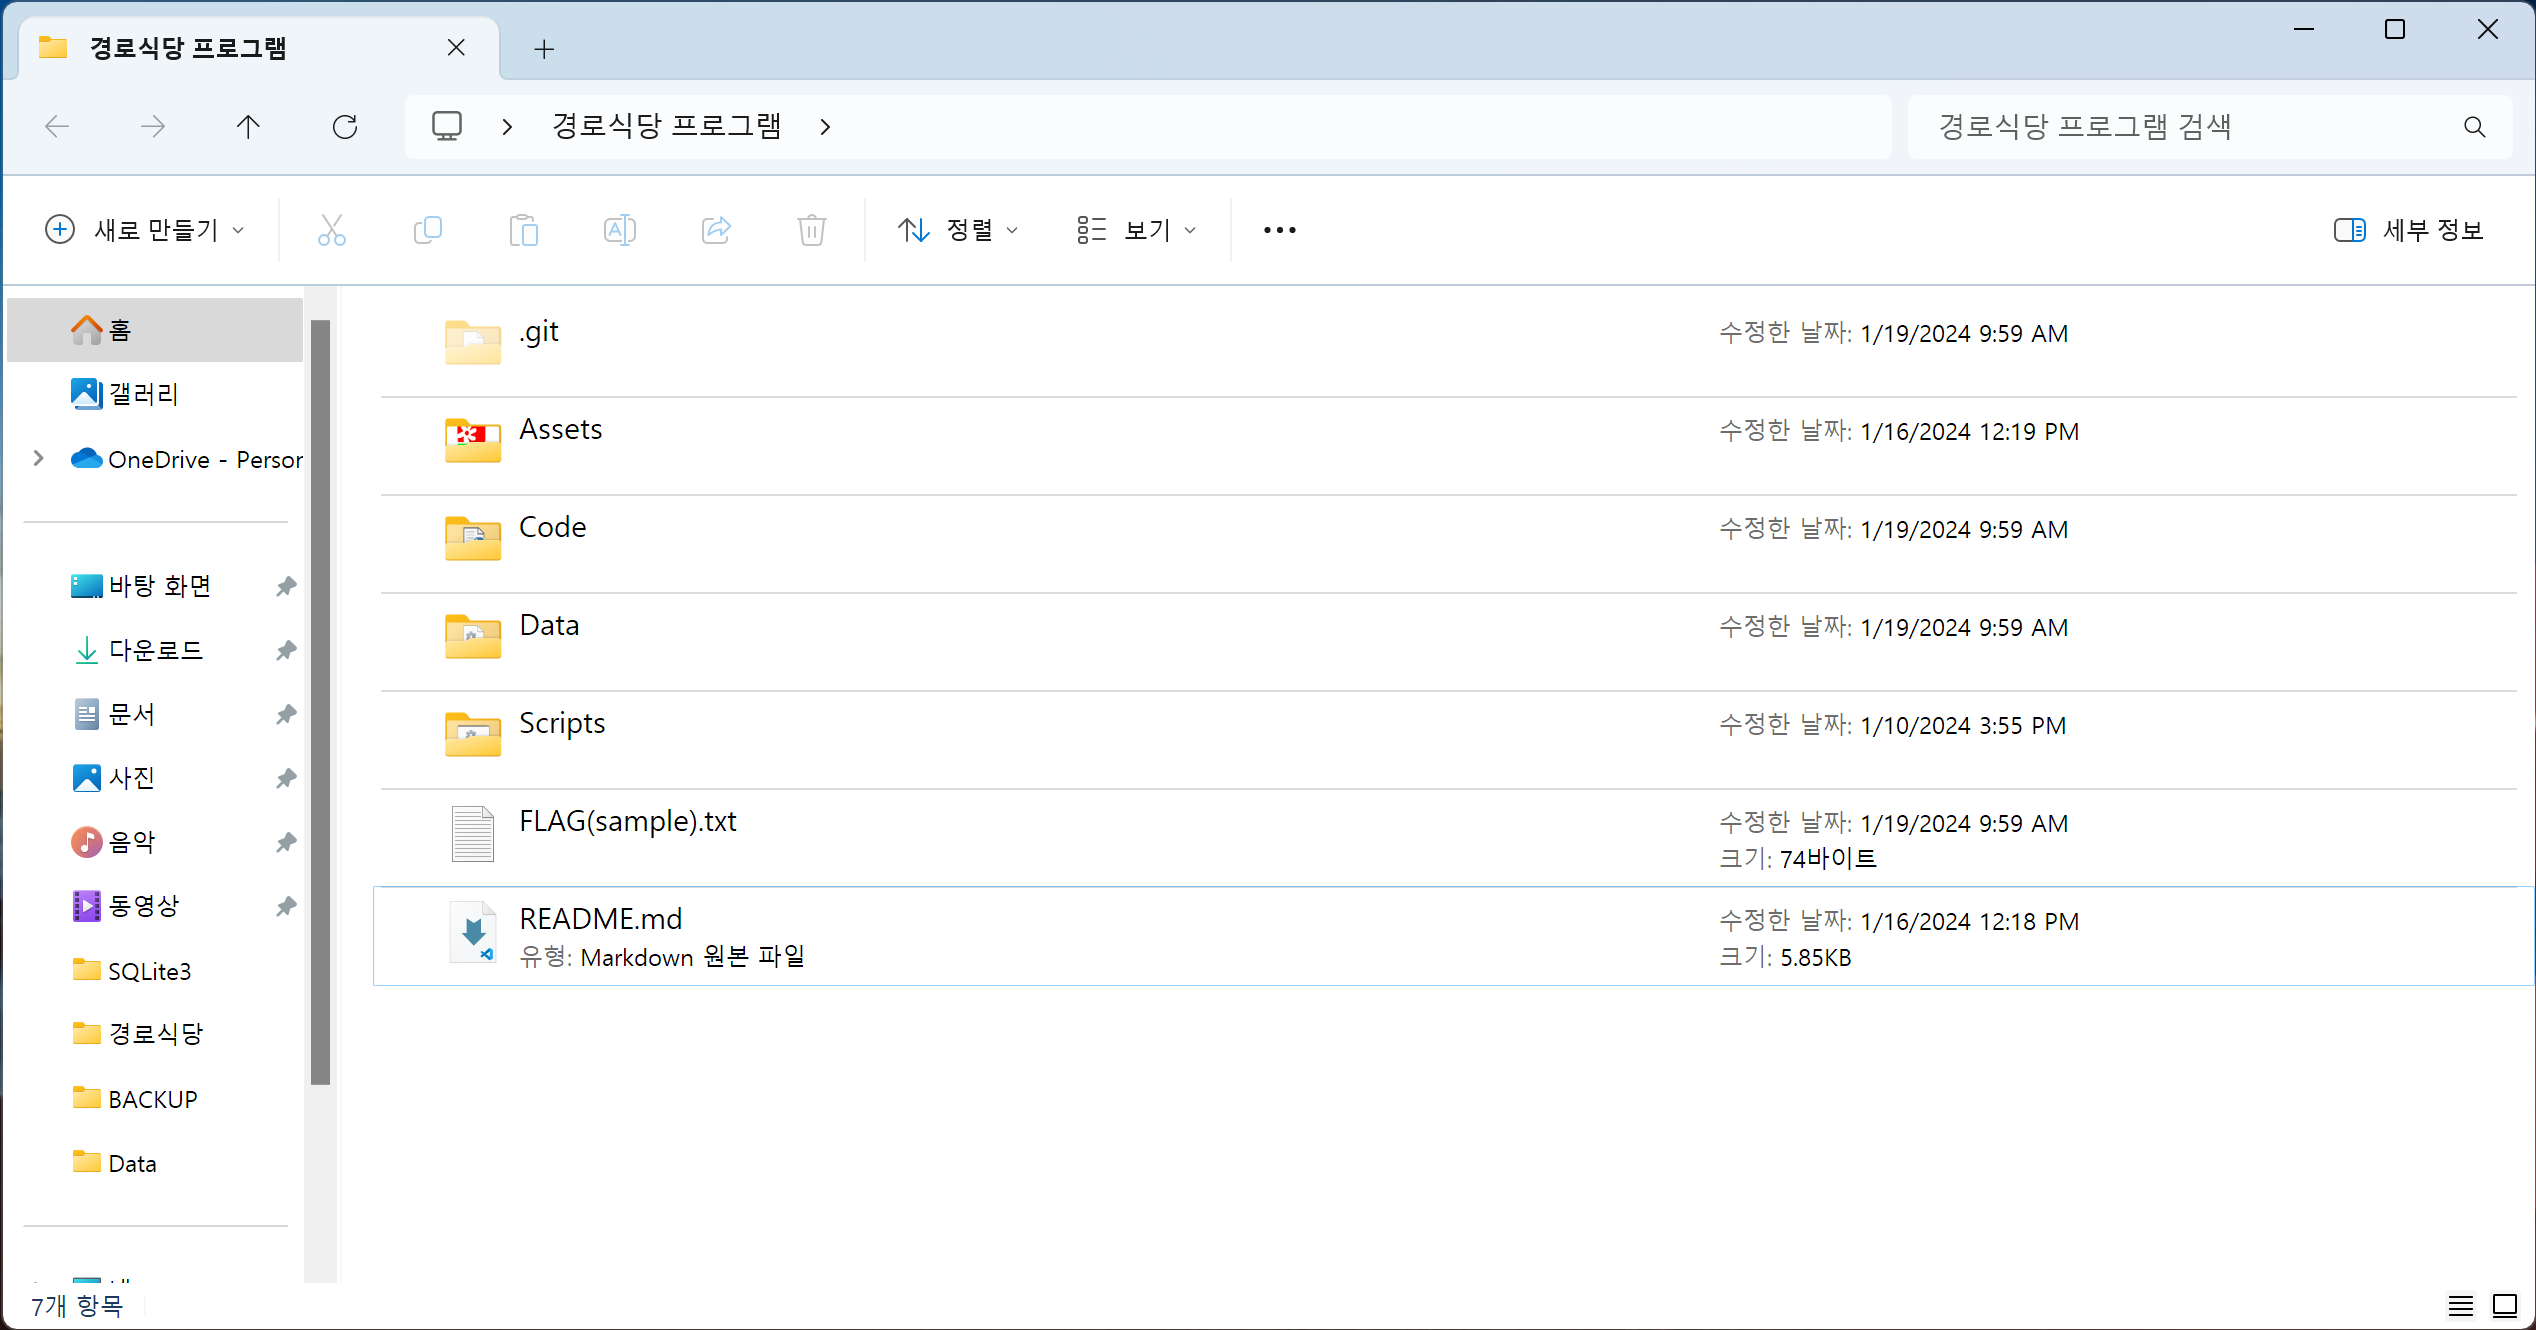 경로식당 프로그램
경로식당 프로그램
경로식당 프로그램 검색
새로 만들기
정렬
보기
세부 정보
홈
갤러리
OneDrive - Person
바탕 화면
다운로드
문서
사진
음악
동영상
SQLite3
경로식당
BACKUP
Data
.git
수정한 날짜: 1/19/2024 9:59 AM
Assets
수정한 날짜: 1/16/2024 12:19 PM
Code
수정한 날짜: 1/19/2024 9:59 AM
Data
수정한 날짜: 1/19/2024 9:59 AM
Scripts
수정한 날짜: 1/10/2024 3:55 PM
FLAG(sample).txt
수정한 날짜: 1/19/2024 9:59 AM
크기: 74바이트
README.md
수정한 날짜: 1/16/2024 12:18 PM
유형: Markdown 원본 파일
크기: 5.85KB
7개 항목